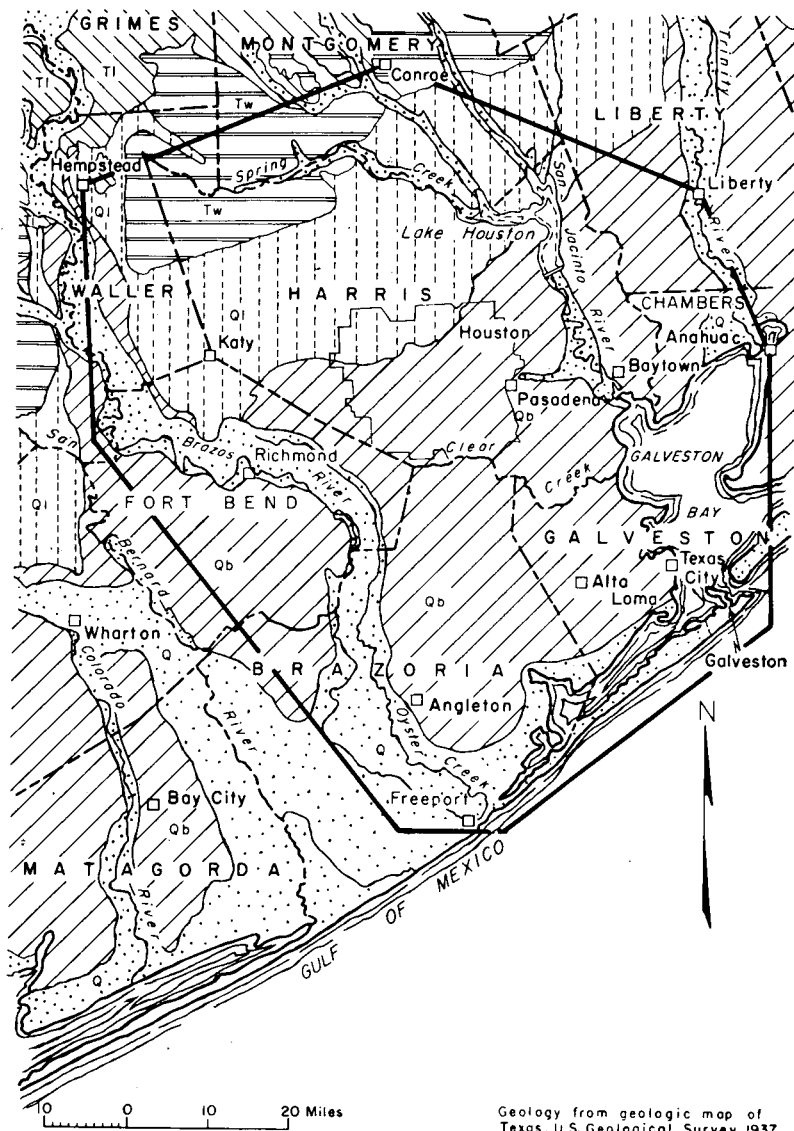 GRIMES
MONTGOMERY
Tl
Tl
Conroe
Tw
Trinity
LIBERTY
Hempstead
Spring
Creek
San
Liberty
Ql
Tw
Lake Houston
River
Jacinto
WALLER
HARRIS
River
CHAMBERS
Q
Ql
Houston
Anahuac
Katy
Baytown
Pasadena
Qb
San
Brazos
Richmond
River
Clear
Creek
GALVESTON
BAY
Ql
FORT BEND
GALVESTON
Bernard
Qb
Texas
City
Alta
Loma
Qb
Wharton
Q
BRAZORIA
Galveston
Colorado
River
Angleton
N
Oyster
Creek
Q
Freeport
Bay City
Qb
MATAGORDA
River
GULF OF MEXICO
Q
10 0 10 20 Miles
Geology from geologic map of
Texas, U.S. Geological Survey, 1937